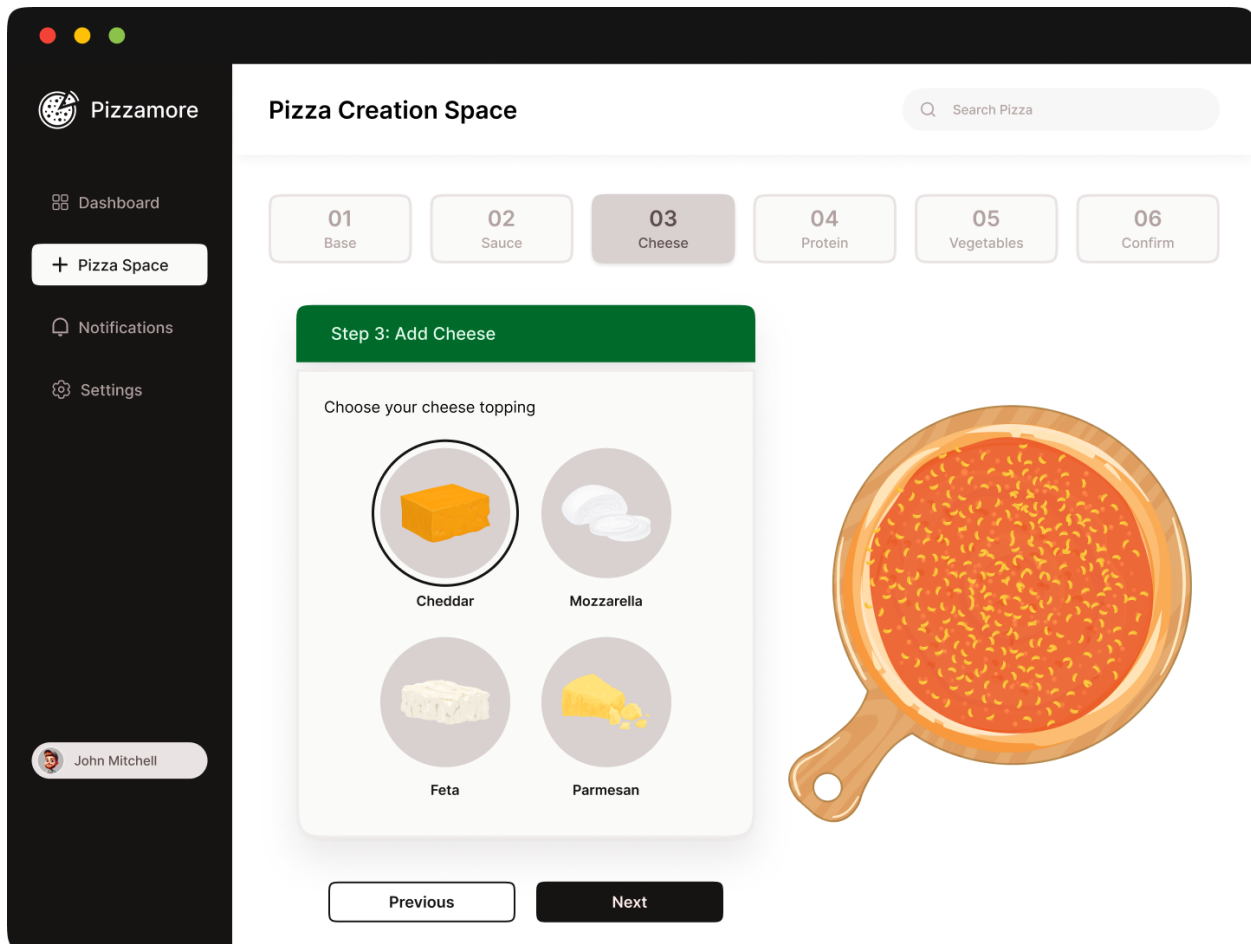 Pizzamore
Pizza Creation Space
Search Pizza
Dashboard
Pizza Space
Notifications
Settings
John Mitchell
01
Base
02
Sauce
03
Cheese
04
Protein
05
Vegetables
06
Confirm
Step 3: Add Cheese
Choose your cheese topping
Cheddar
Mozzarella
Feta
Parmesan
Previous
Next